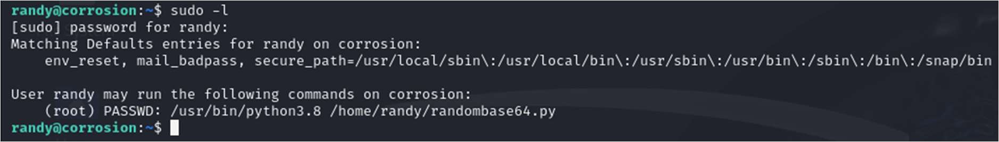 randy@corrosion:~$ sudo -l
[sudo] password for randy:
Matching Defaults entries for randy on corrosion:
    env_reset, mail_badpass, secure_path=/usr/local/sbin\:/usr/local/bin\:/usr/sbin\:/usr/bin\:/sbin\:/bin\:/snap/bin

User randy may run the following commands on corrosion:
    (root) PASSWD: /usr/bin/python3.8 /home/randy/randombase64.py
randy@corrosion:~$